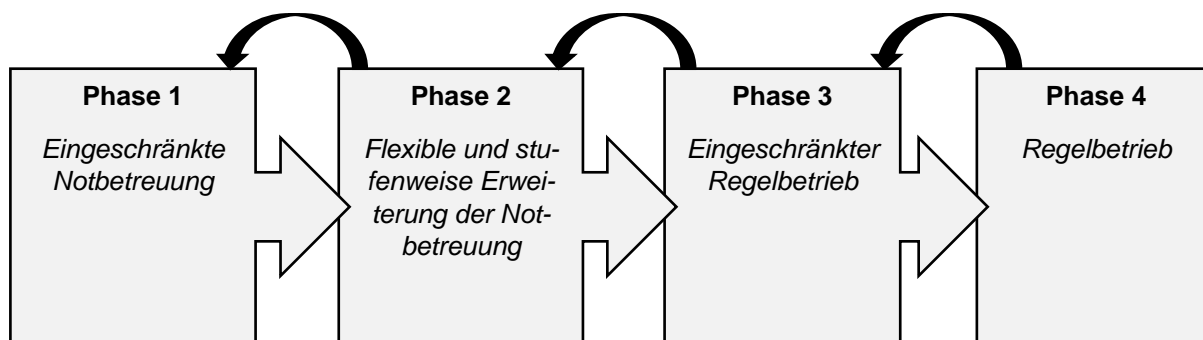 Phase 1
Eingeschränkte
Notbetreuung
Phase 2
Flexible und stu-
fenweise Erwei-
terung der Not-
betreuung
Phase 3
Eingeschränkter
Regelbetrieb
Phase 4
Regelbetrieb